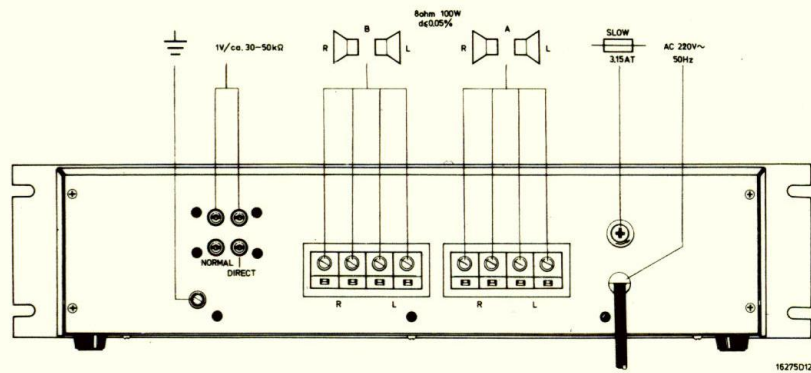 8ohm 100W
d≤0,05%
B
A
SLOW
1V/ca. 30-50kΩ
R
L
R
L
3.15AT
AC 220V~
50Hz
NORMAL
DIRECT
R
L
R
L
16275D12